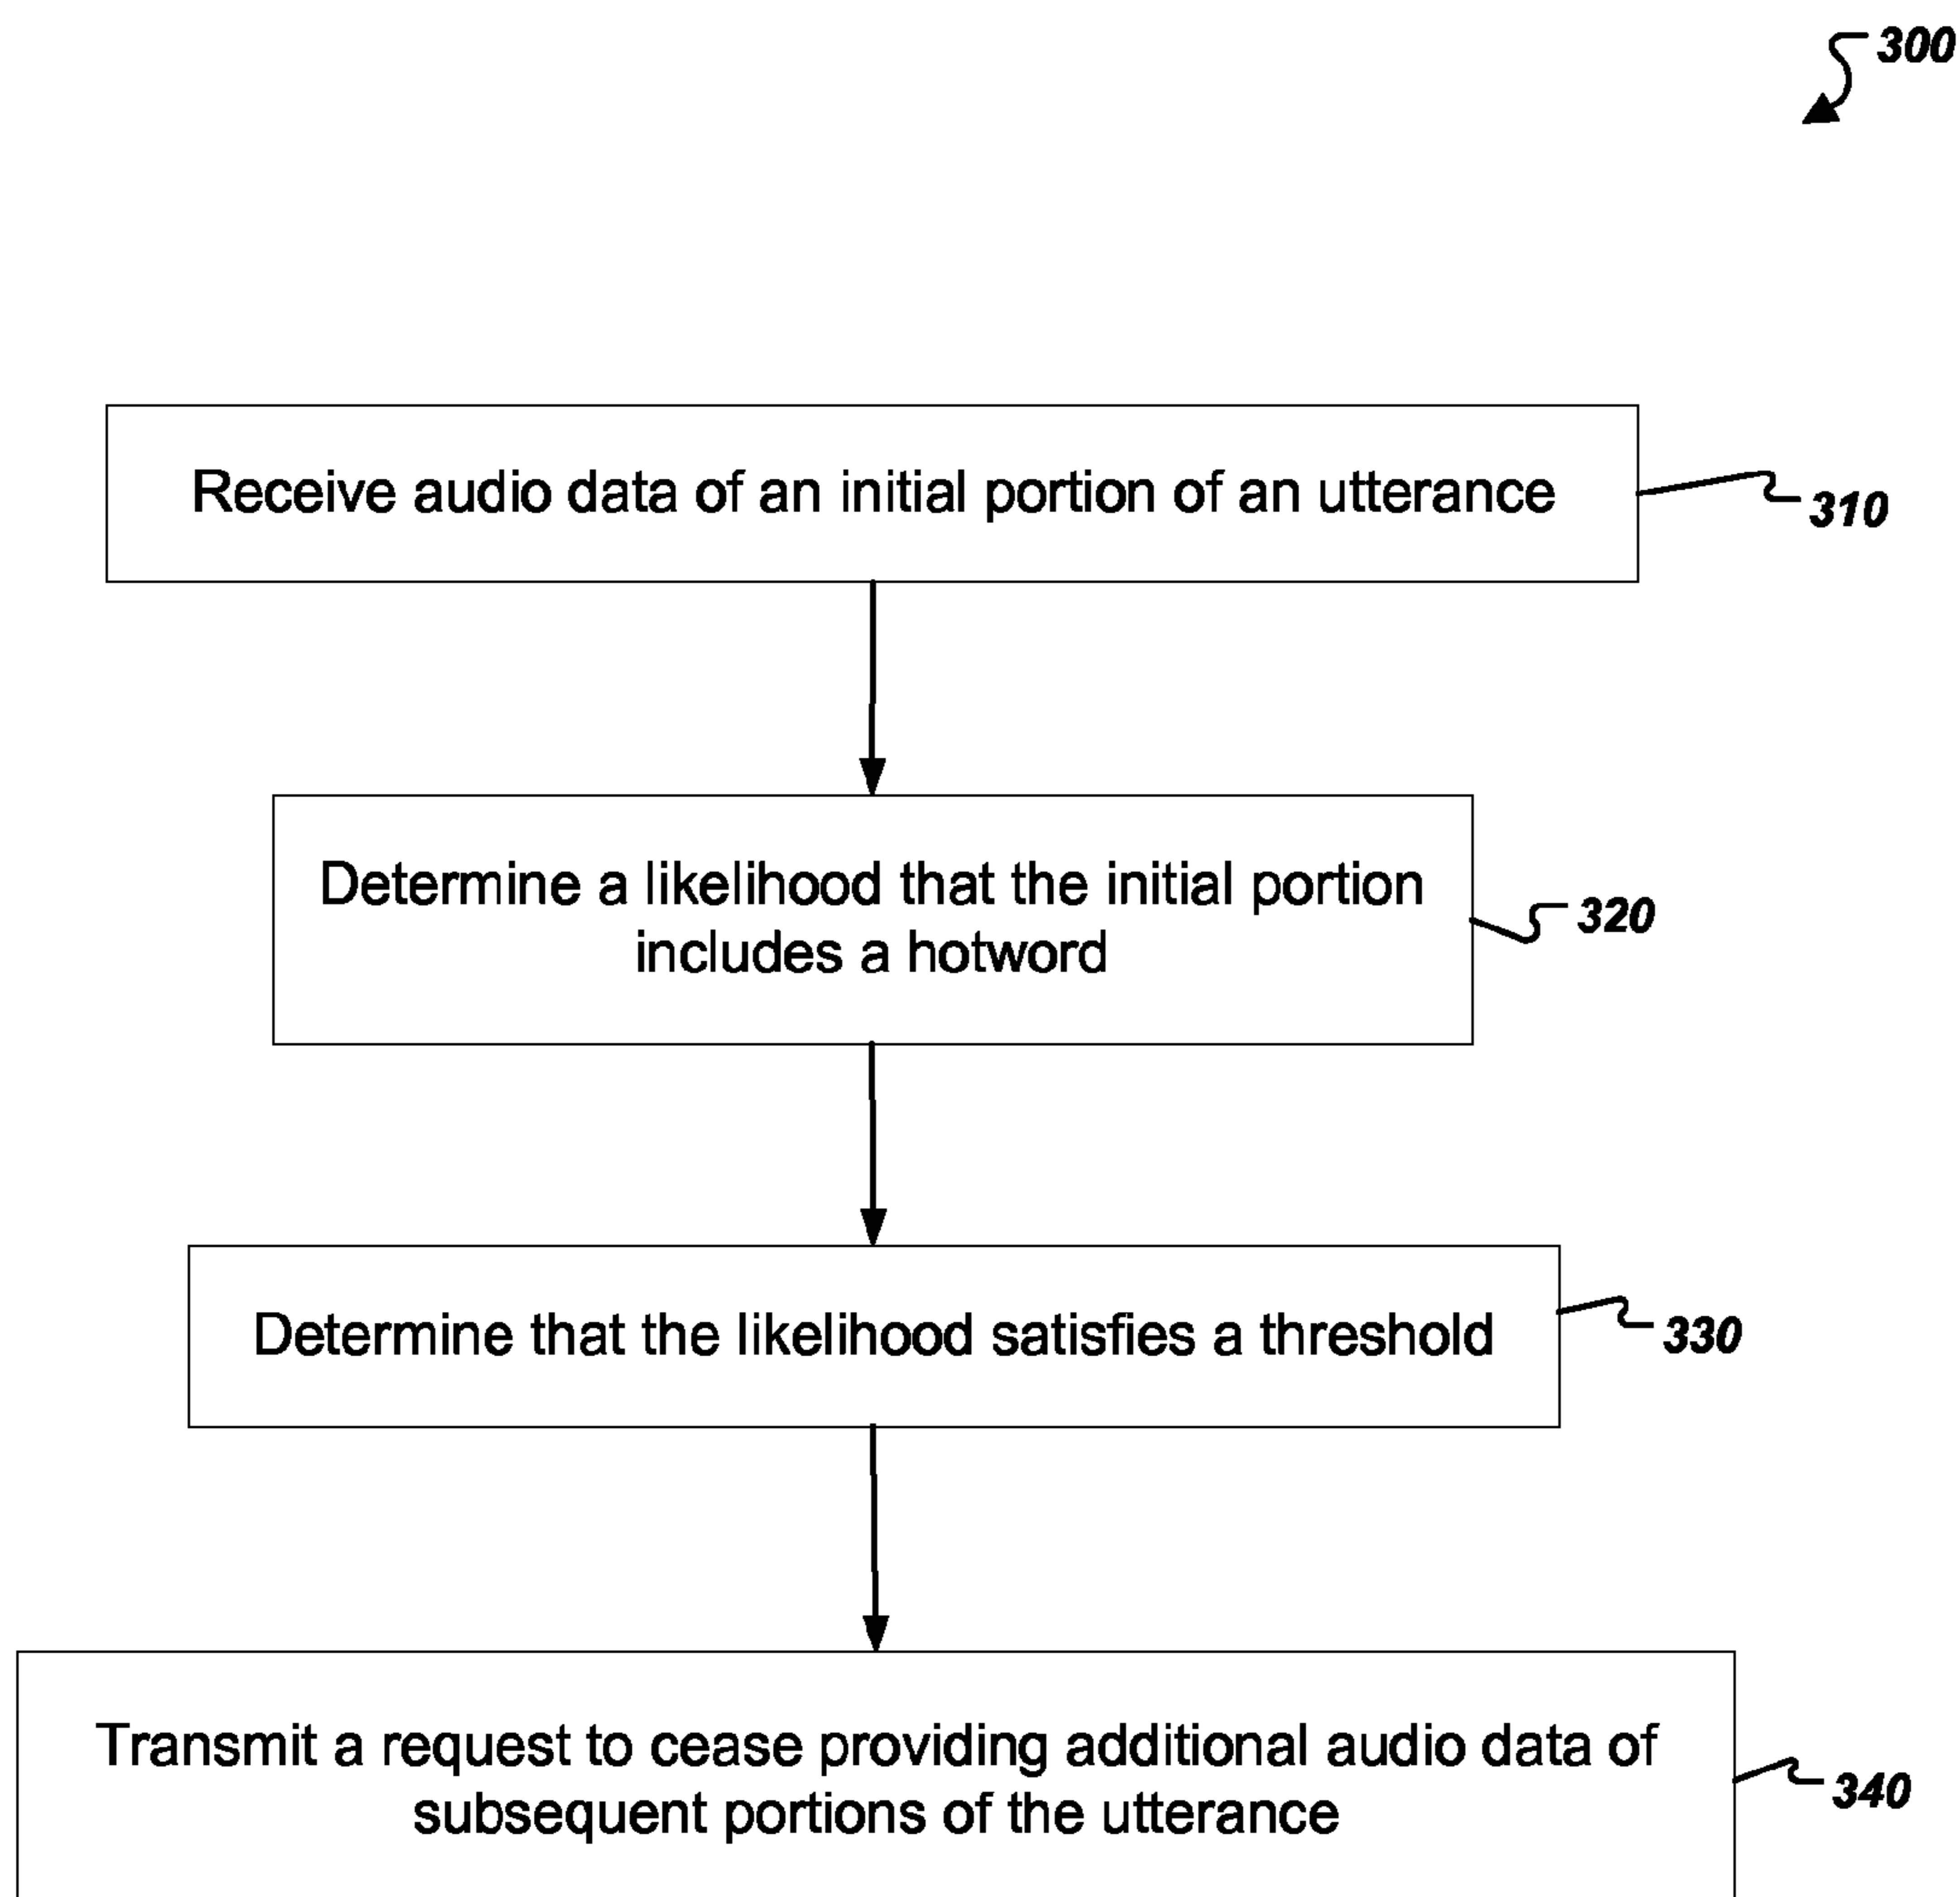 300
Receive audio data of an initial portion of an utterance
310
Determine a likelihood that the initial portion
includes a hotword
320
Determine that the likelihood satisfies a threshold
330
Transmit a request to cease providing additional audio data of
subsequent portions of the utterance
340